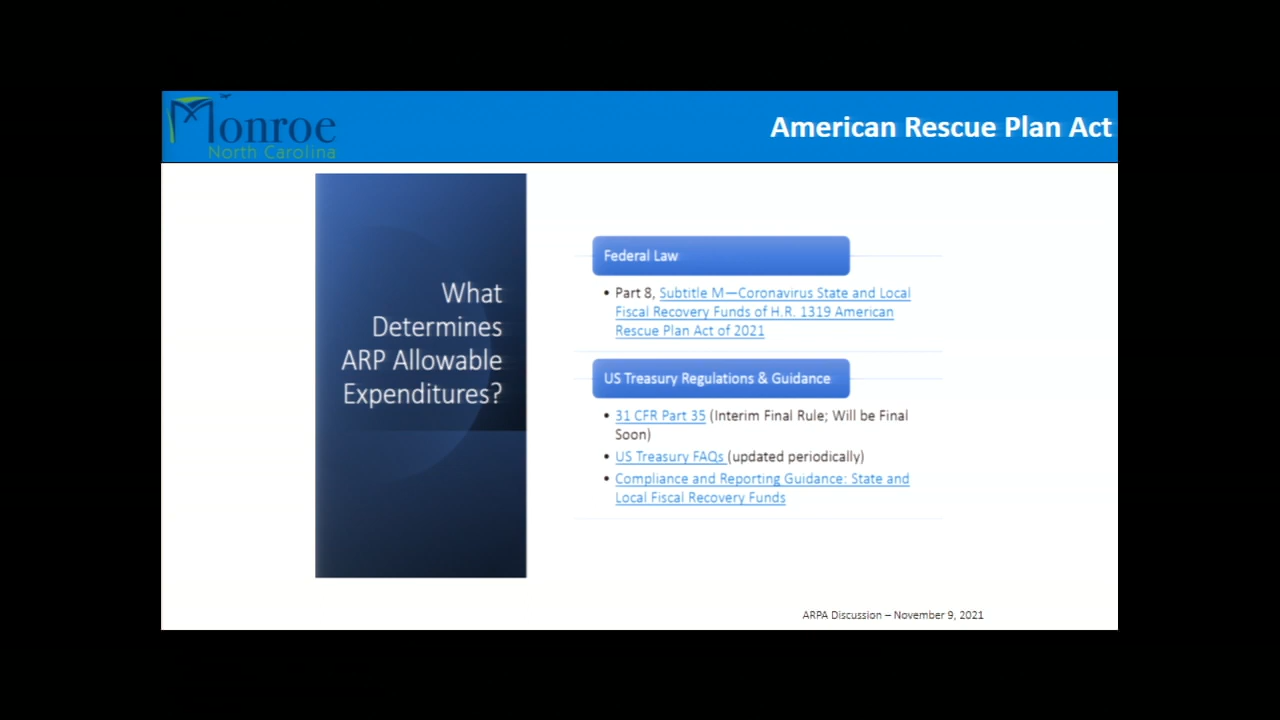 Monroe
North Carolina
American Rescue Plan Act
What
Determines
ARP Allowable
Expenditures?
Federal Law
• Part 8, Subtitle M—Coronavirus State and Local
Fiscal Recovery Funds of H.R. 1319 American
Rescue Plan Act of 2021
US Treasury Regulations & Guidance
• 31 CFR Part 35 (Interim Final Rule; Will be Final
Soon)
• US Treasury FAQs (updated periodically)
• Compliance and Reporting Guidance: State and
Local Fiscal Recovery Funds
ARPA Discussion – November 9, 2021